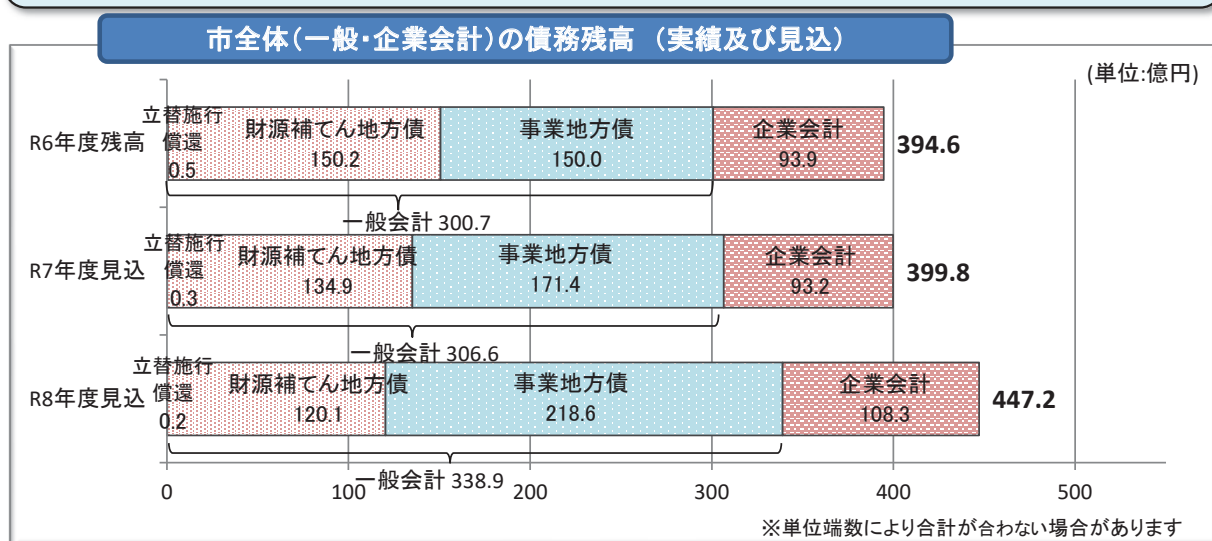 市全体(一般・企業会計)の債務残高 (実績及び見込)
(単位:億円)
R6年度残高
立替施行
償還
0.5
財源補てん地方債
150.2
事業地方債
150.0
企業会計
93.9
394.6
一般会計 300.7
R7年度見込
立替施行
償還
0.3
財源補てん地方債
134.9
事業地方債
171.4
企業会計
93.2
399.8
一般会計 306.6
R8年度見込
立替施行
償還
0.2
財源補てん地方債
120.1
事業地方債
218.6
企業会計
108.3
447.2
一般会計 338.9
0 100 200 300 400 500
※単位端数により合計が合わない場合があります